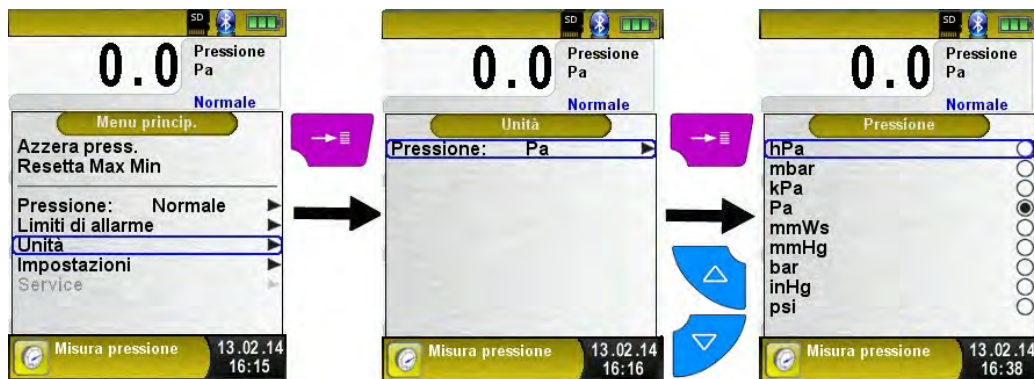 SD
0.0
Pressione
Pa
Normale
Menu princip.
Azzera press.
Resetta Max Min
Pressione: Normale
Limiti di allarme
Unità
Impostazioni
Service
Misura pressione
13.02.14
16:15
SD
0.0
Pressione
Pa
Normale
Unità
Pressione: Pa
Misura pressione
13.02.14
16:16
SD
0.0
Pressione
Pa
Normale
Pressione
hPa
mbar
kPa
Pa
mmWs
mmHg
bar
inHg
psi
Misura pressione
13.02.14
16:38